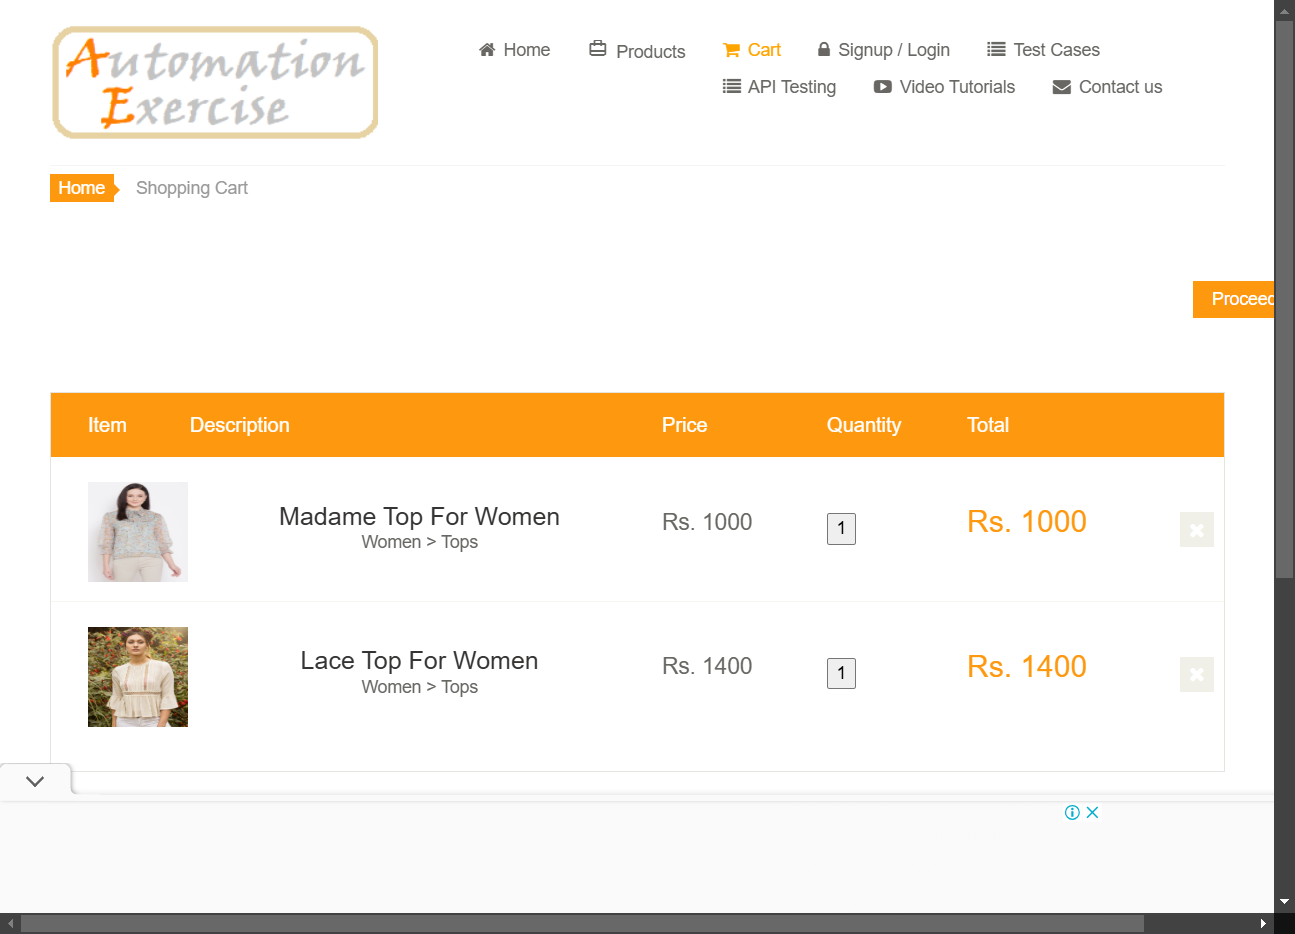 Automation
Exercise
Home
Products
Cart
Signup / Login
Test Cases
API Testing
Video Tutorials
Contact us
Home
Shopping Cart
Proceed
Item Description Price Quantity Total
Madame Top For Women
Women > Tops
Rs. 1000
1
Rs. 1000
Lace Top For Women
Women > Tops
Rs. 1400
1
Rs. 1400